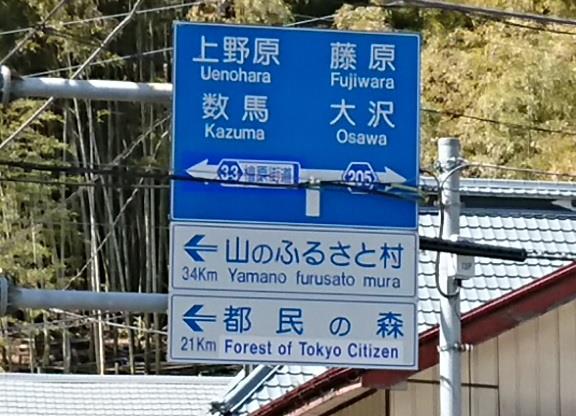 上野原 藤原
Uenohara Fujiwara
数馬 大沢
Kazuma Osawa
33 檜原街道 205
山のふるさと村
34Km Yamano furusato mura
都民の森
21Km Forest of Tokyo Citizen